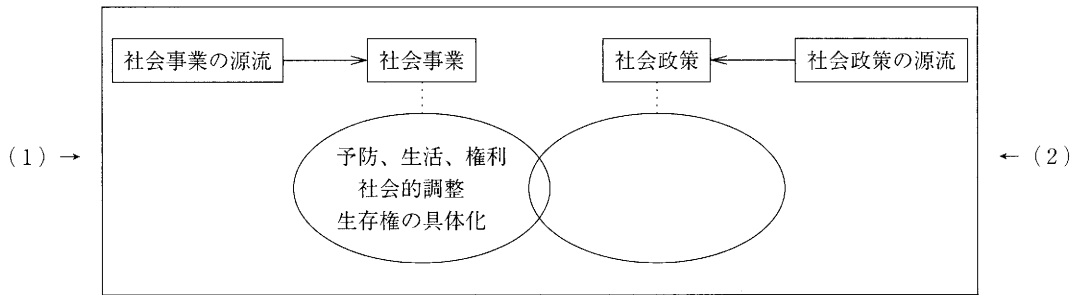 社会事業の源流
社会事業
社会政策
社会政策の源流
(1) →
予防、生活、権利
社会的調整
生存権の具体化
← (2)